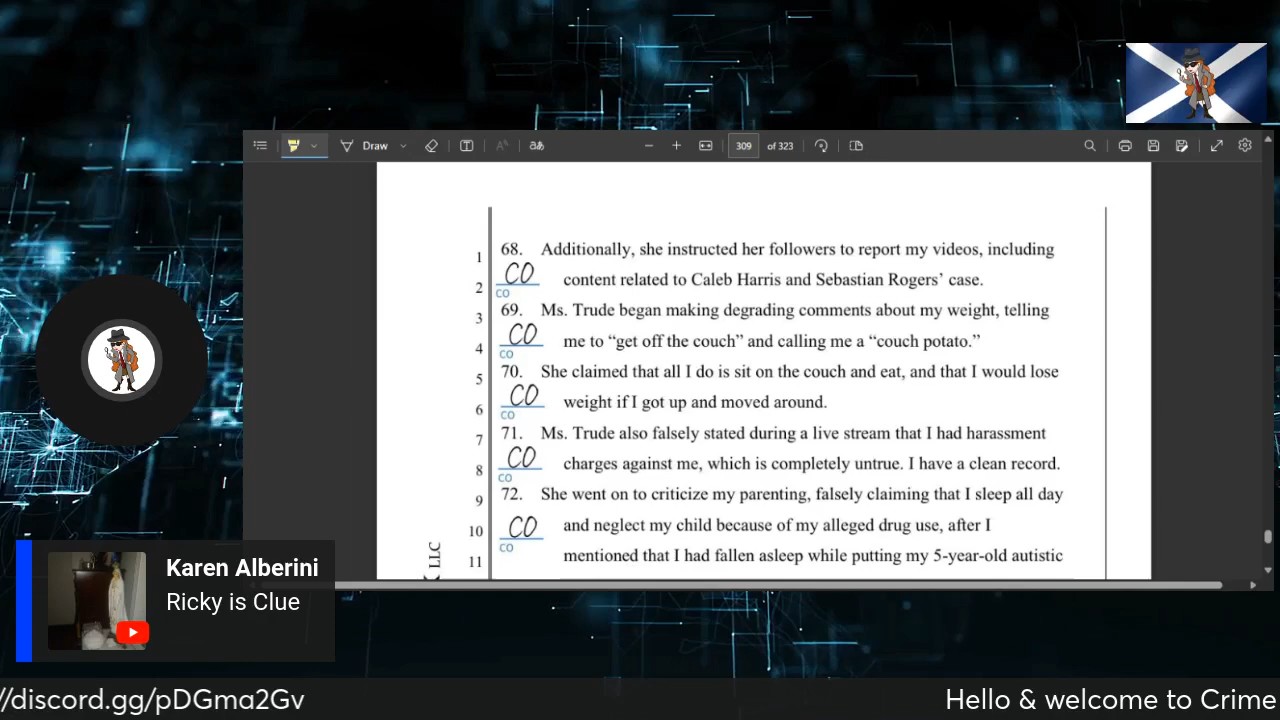 Draw
309 of 323
1 68. Additionally, she instructed her followers to report my videos, including
2 CO content related to Caleb Harris and Sebastian Rogers’ case.
CO
3 69. Ms. Trude began making degrading comments about my weight, telling
4 CO me to “get off the couch” and calling me a “couch potato.”
CO
5 70. She claimed that all I do is sit on the couch and eat, and that I would lose
6 CO weight if I got up and moved around.
CO
7 71. Ms. Trude also falsely stated during a live stream that I had harassment
8 CO charges against me, which is completely untrue. I have a clean record.
CO
9 72. She went on to criticize my parenting, falsely claiming that I sleep all day
10 CO and neglect my child because of my alleged drug use, after I
CO
11 mentioned that I had fallen asleep while putting my 5-year-old autistic
LLC
Karen Alberini
Ricky is Clue
//discord.gg/pDGma2Gv
Hello & welcome to Crime